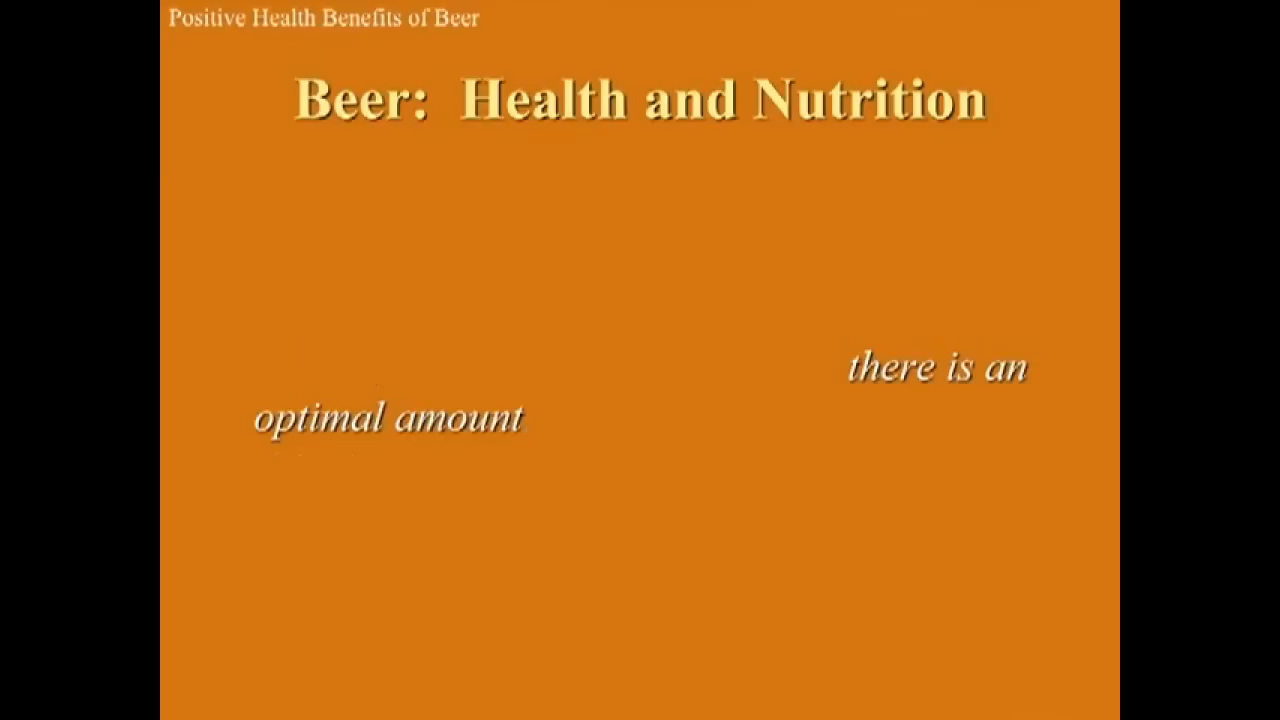 Positive Health Benefits of Beer
Beer: Health and Nutrition
there is an
optimal amount